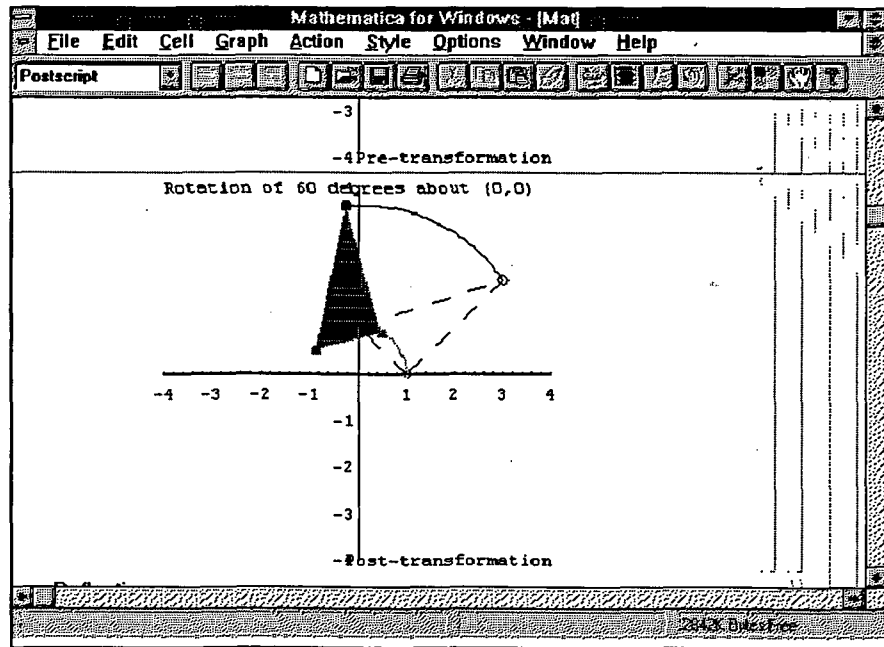 Mathematica for Windows - [Mat]
File Edit Cell Graph Action Style Options Window Help
Postscript
-3
-4 Pre-transformation
Rotation of 60 degrees about (0,0)
-4 -3 -2 -1 1 2 3 4
-1
-2
-3
Post-transformation